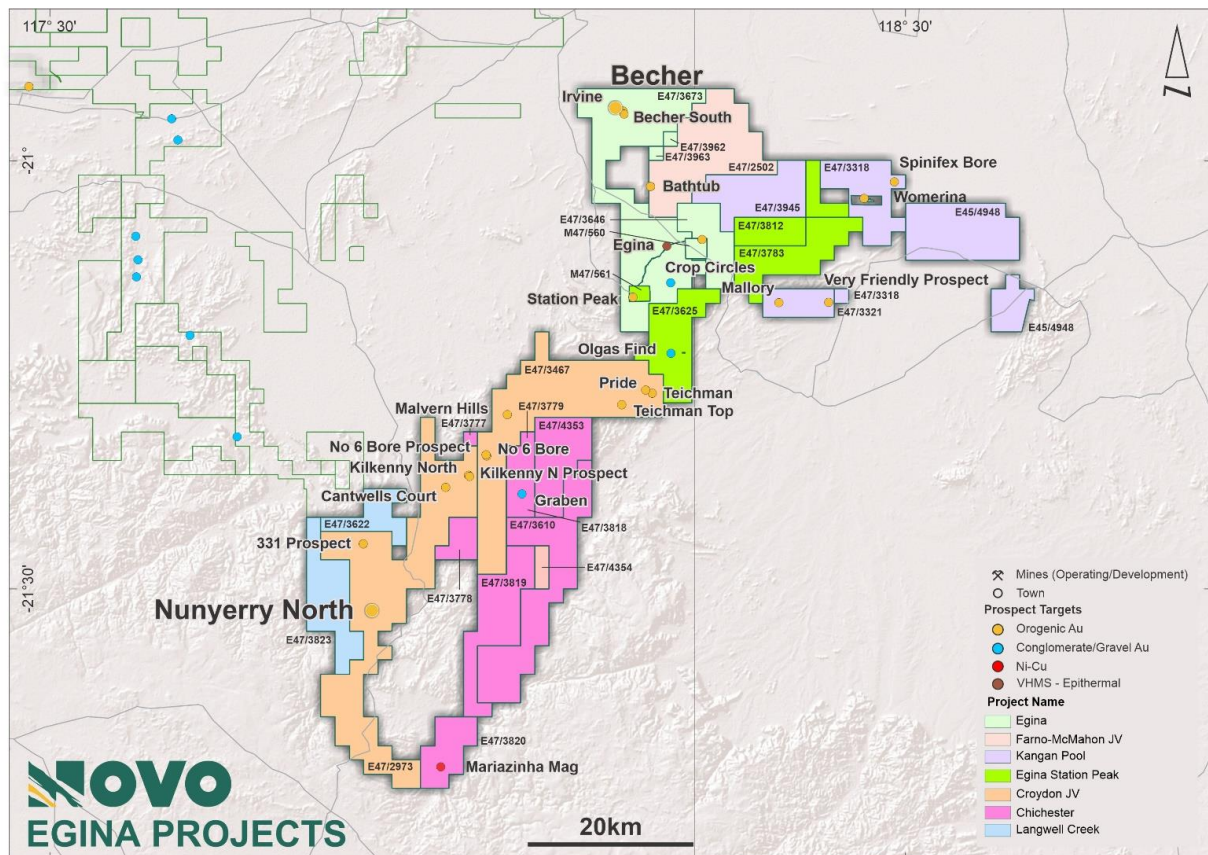 117° 30'
118° 30'
Z
Becher
Irvine
E47/3673
Becher South
E47/3962
E47/3963
-21°
E47/2502
E47/3318
Spinifex Bore
Bathtub
Womerina
E47/3945
E47/3646
E45/4948
M47/560
E47/3812
Egina
E47/3783
Crop Circles
M47/561
Mallory
Very Friendly Prospect
Station Peak
E47/3318
E47/3625
E47/3321
E45/4948
Olgas Find
E47/3467
Pride
Teichman
Teichman Top
Malvern Hills
E47/3779
E47/3777
E47/4353
No 6 Bore Prospect
No 6 Bore
Kilkenny North
Kilkenny N Prospect
Cantwells Court
Graben
E47/3622
E47/3610
E47/3818
331 Prospect
E47/4354
E47/3819
-21°30'
E47/3778
Nunyerry North
E47/3823
E47/3820
E47/2973
Mariazinha Mag
Mines (Operating/Development)
Town
Prospect Targets
Orogenic Au
Conglomerate/Gravel Au
Ni-Cu
VHMS - Epithermal
Project Name
Egina
Farno-McMahon JV
Kangan Pool
Egina Station Peak
Croydon JV
Chichester
Langwell Creek
NOVO
EGINA PROJECTS
20km